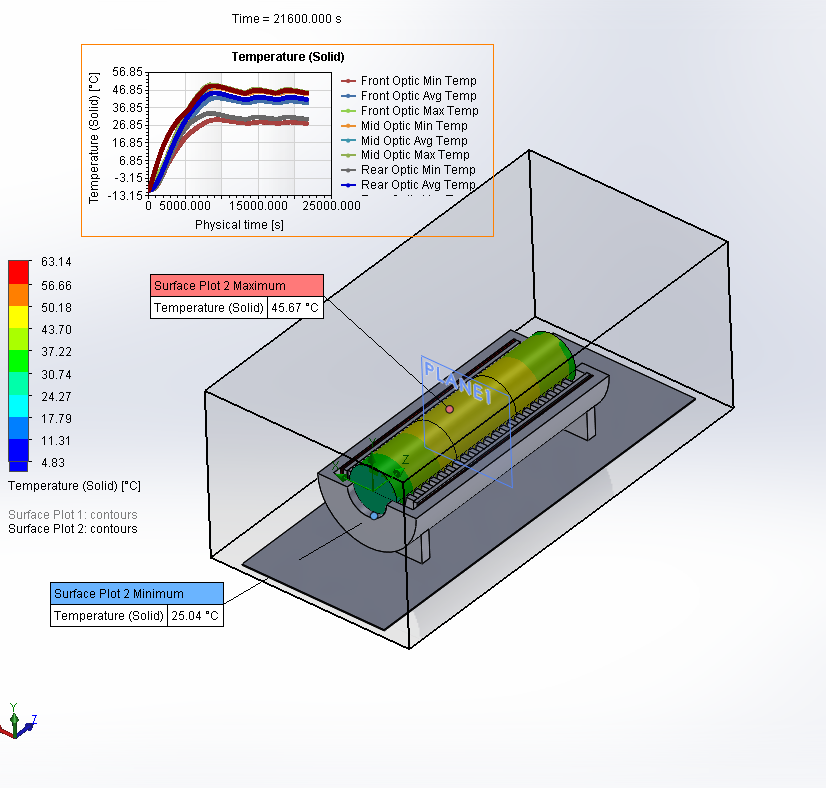 Time = 21600.000 s
Temperature (Solid)
Temperature (Solid) [°C]
56.85
46.85
36.85
26.85
16.85
6.85
-3.15
-13.15
0 5000.000 15000.000 25000.000
Physical time [s]
Front Optic Min Temp
Front Optic Avg Temp
Front Optic Max Temp
Mid Optic Min Temp
Mid Optic Avg Temp
Mid Optic Max Temp
Rear Optic Min Temp
Rear Optic Avg Temp
63.14
56.66
50.18
43.70
37.22
30.74
24.27
17.79
11.31
4.83
Temperature (Solid) [°C]
Surface Plot 1: contours
Surface Plot 2: contours
Surface Plot 2 Maximum
Temperature (Solid) 45.67 °C
PLANE1
Y
Z
Surface Plot 2 Minimum
Temperature (Solid) 25.04 °C
Y
Z